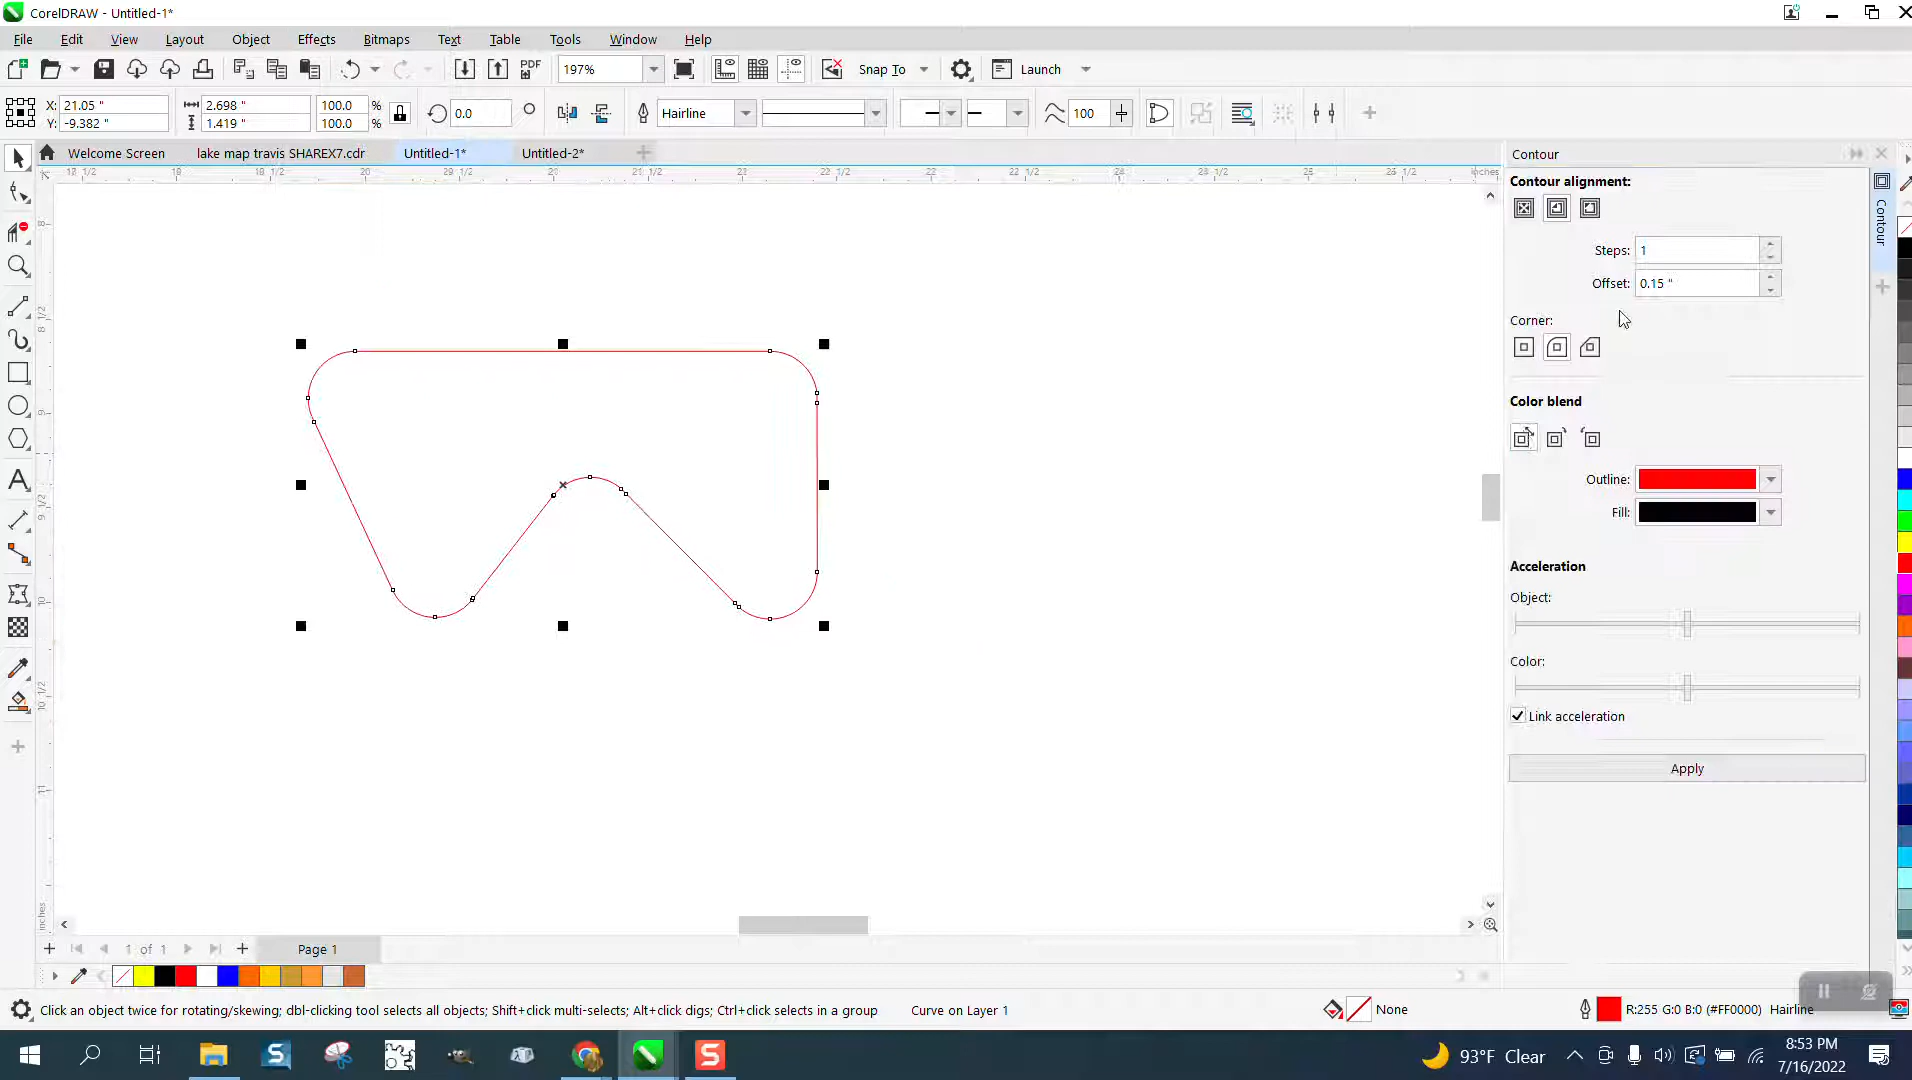 CorelDRAW - Untitled-1*
File Edit View Layout Object Effects Bitmaps Text Table Tools Window Help
PDF 197% Snap To Launch
X: 21.05 " 2.698 " 100.0 % 0.0 Hairline 100
Y: -9.382 " 1.419 " 100.0 %
Welcome Screen lake map travis SHAREX7.cdr Untitled-1* Untitled-2*
inches
Contour
Contour alignment:
Steps: 1
Offset: 0.15 "
Corner:
Color blend
Outline:
Fill:
Acceleration
Object:
Color:
Link acceleration
Apply
Contour
inches
1 of 1 Page 1
Click an object twice for rotating/skewing; dbl-clicking tool selects all objects; Shift+click multi-selects; Alt+click digs; Ctrl+click selects in a group Curve on Layer 1 None R:255 G:0 B:0 (#FF0000) Hairline
93°F Clear 8:53 PM
7/16/2022